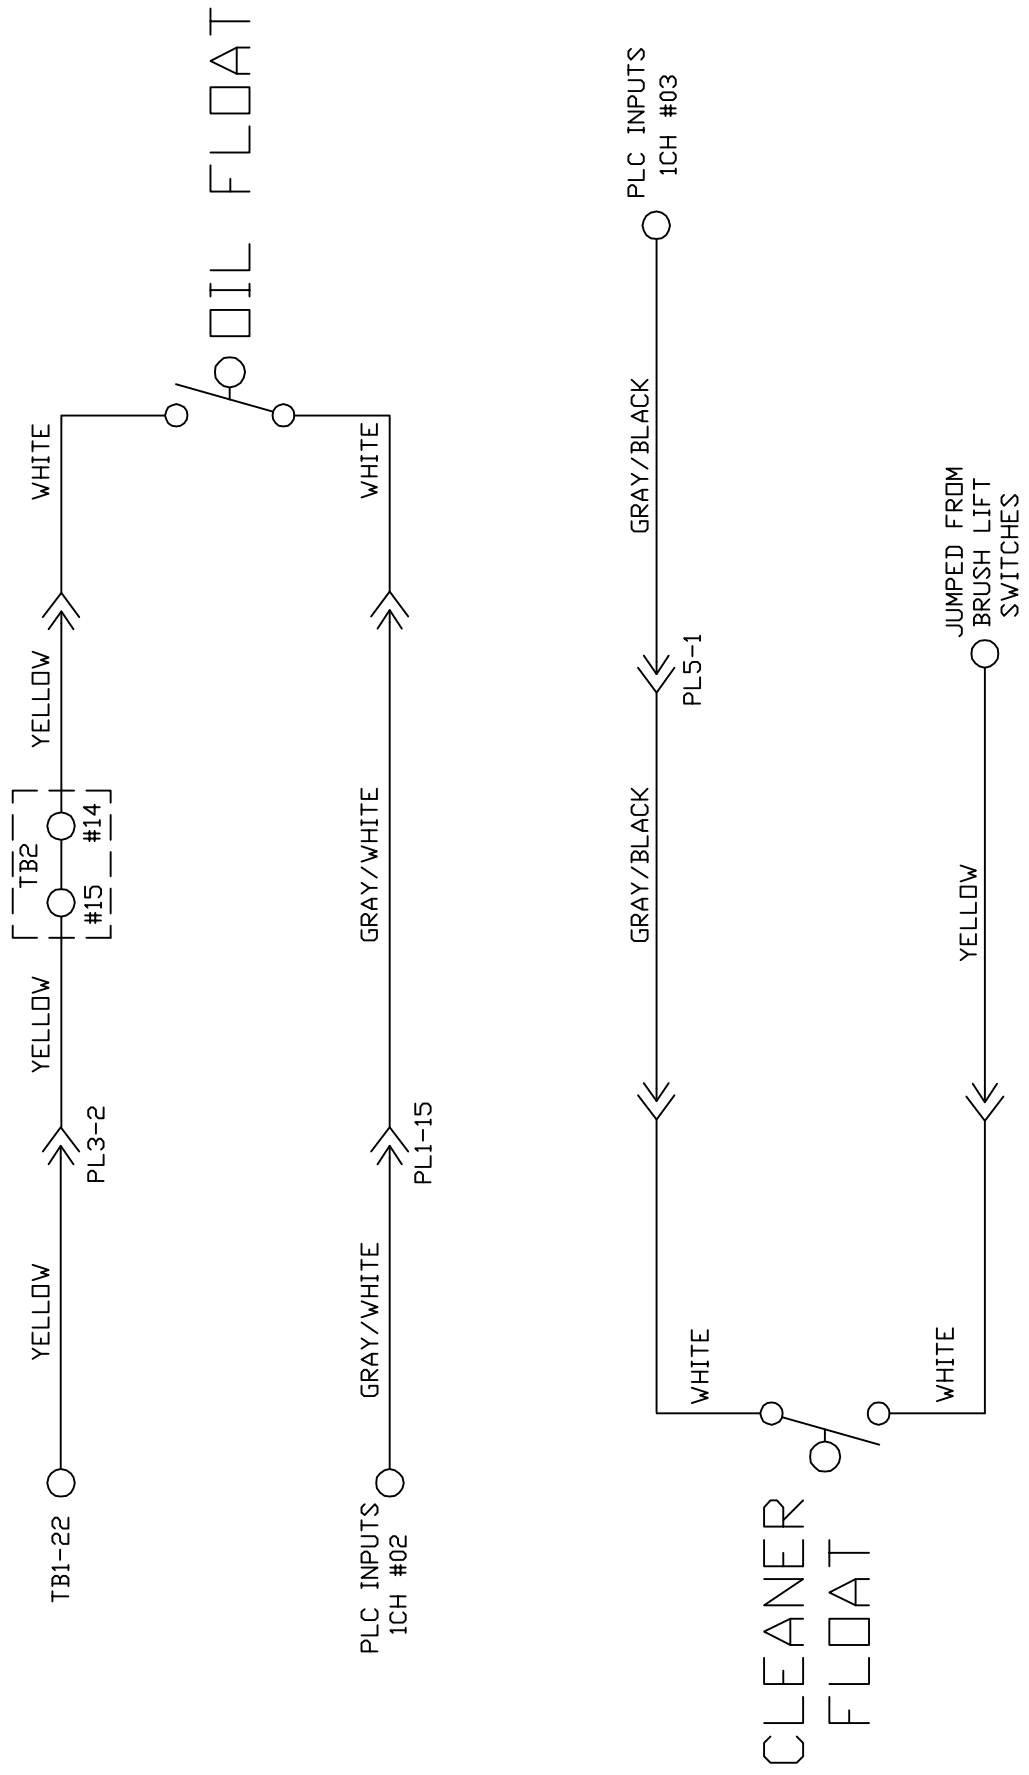 TB1-22
YELLOW
PL3-2
YELLOW
TB2
#15
#14
YELLOW
WHITE
OIL FLOAT
PLC INPUTS
1CH #02
GRAY/WHITE
PL1-15
GRAY/WHITE
WHITE
PLC INPUTS
1CH #03
GRAY/BLACK
PL5-1
GRAY/BLACK
WHITE
CLEANER
FLOAT
WHITE
YELLOW
JUMPED FROM
BRUSH LIFT
SWITCHES